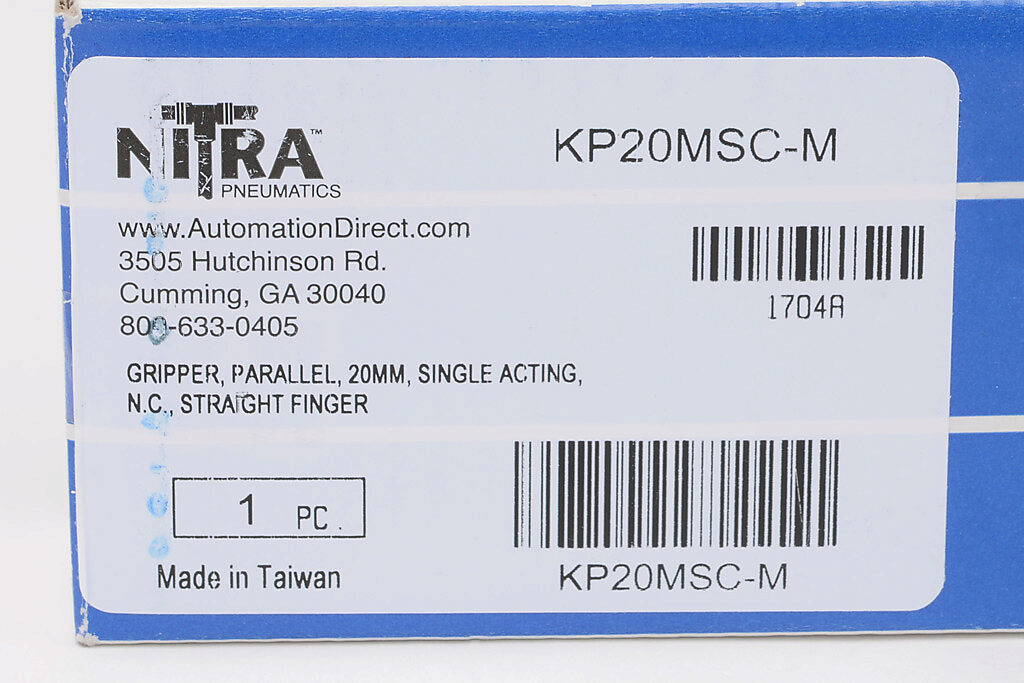 NITRA™
PNEUMATICS
KP20MSC-M
www.AutomationDirect.com
3505 Hutchinson Rd.
Cumming, GA 30040
800-633-0405
1704A
GRIPPER, PARALLEL, 20MM, SINGLE ACTING,
N.C., STRAIGHT FINGER
1 PC.
Made in Taiwan
KP20MSC-M